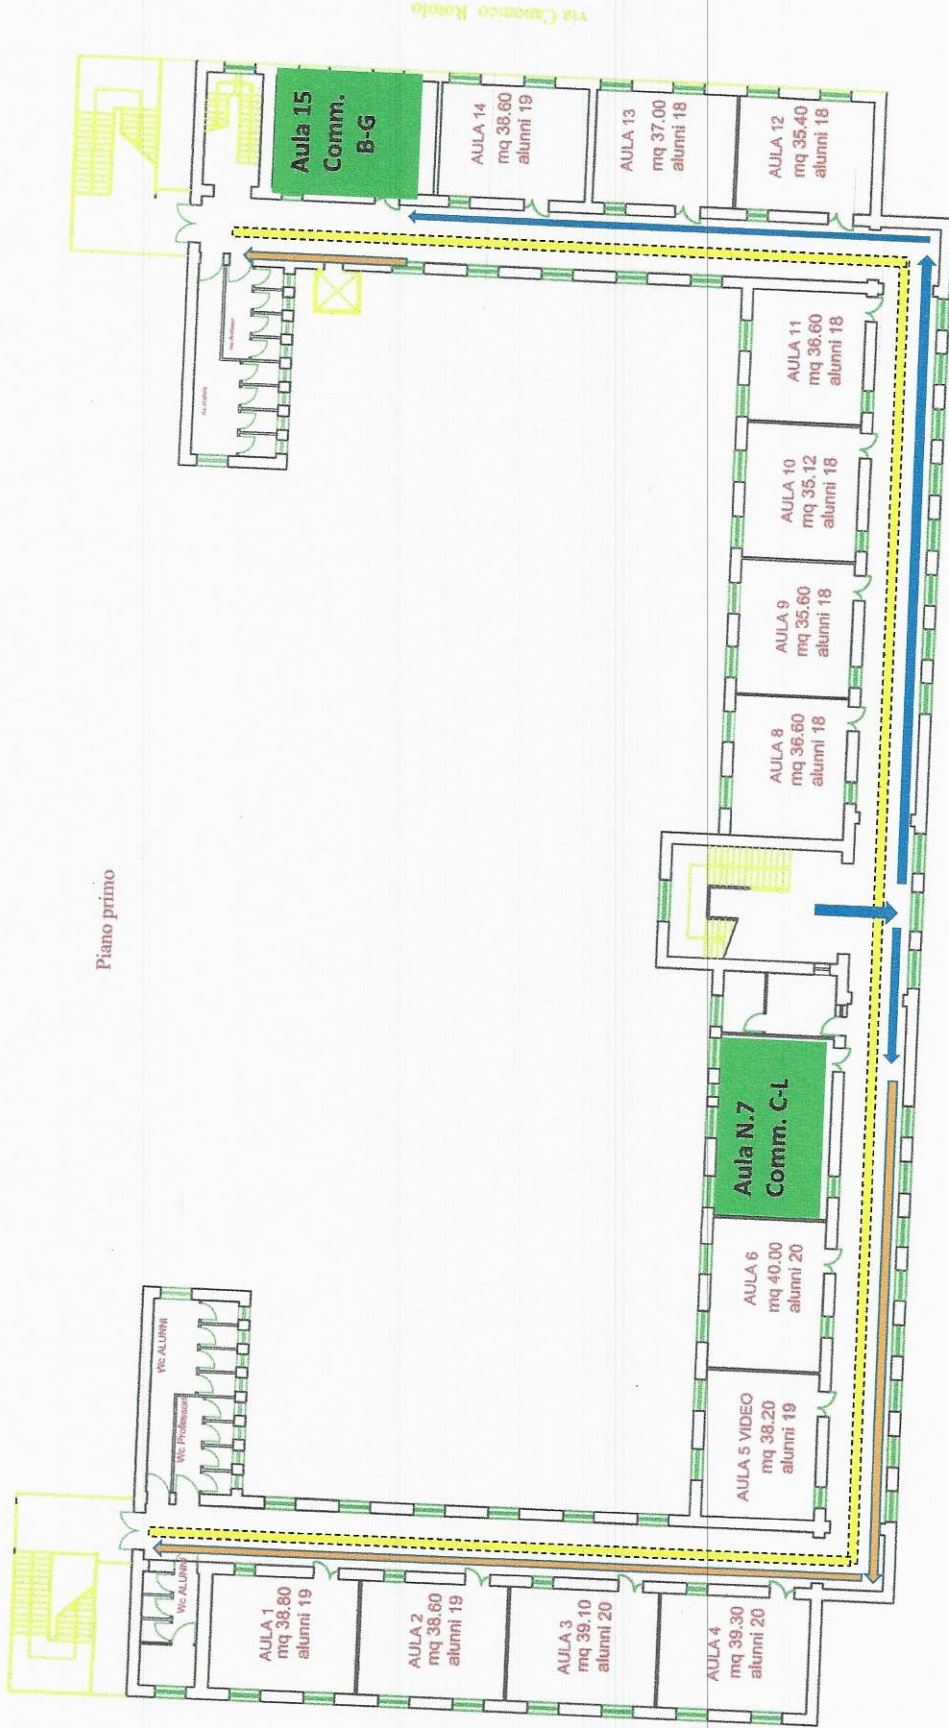 Piano primo
via Canonico Rotolo
AULA 1
mq 38.80
alunni 19
AULA 2
mq 38.60
alunni 19
AULA 3
mq 39.10
alunni 20
AULA 4
mq 39.30
alunni 20
AULA 5 VIDEO
mq 38.20
alunni 19
AULA 6
mq 40.00
alunni 20
Aula N.7
Comm. C-L
AULA 8
mq 36.60
alunni 18
AULA 9
mq 35.60
alunni 18
AULA 10
mq 35.12
alunni 18
AULA 11
mq 36.60
alunni 18
AULA 12
mq 35.40
alunni 18
AULA 13
mq 37.00
alunni 18
AULA 14
mq 38.60
alunni 19
Aula 15
Comm.
B-G
Wc ALUNNI
Wc Professori
Wc ALUNNI